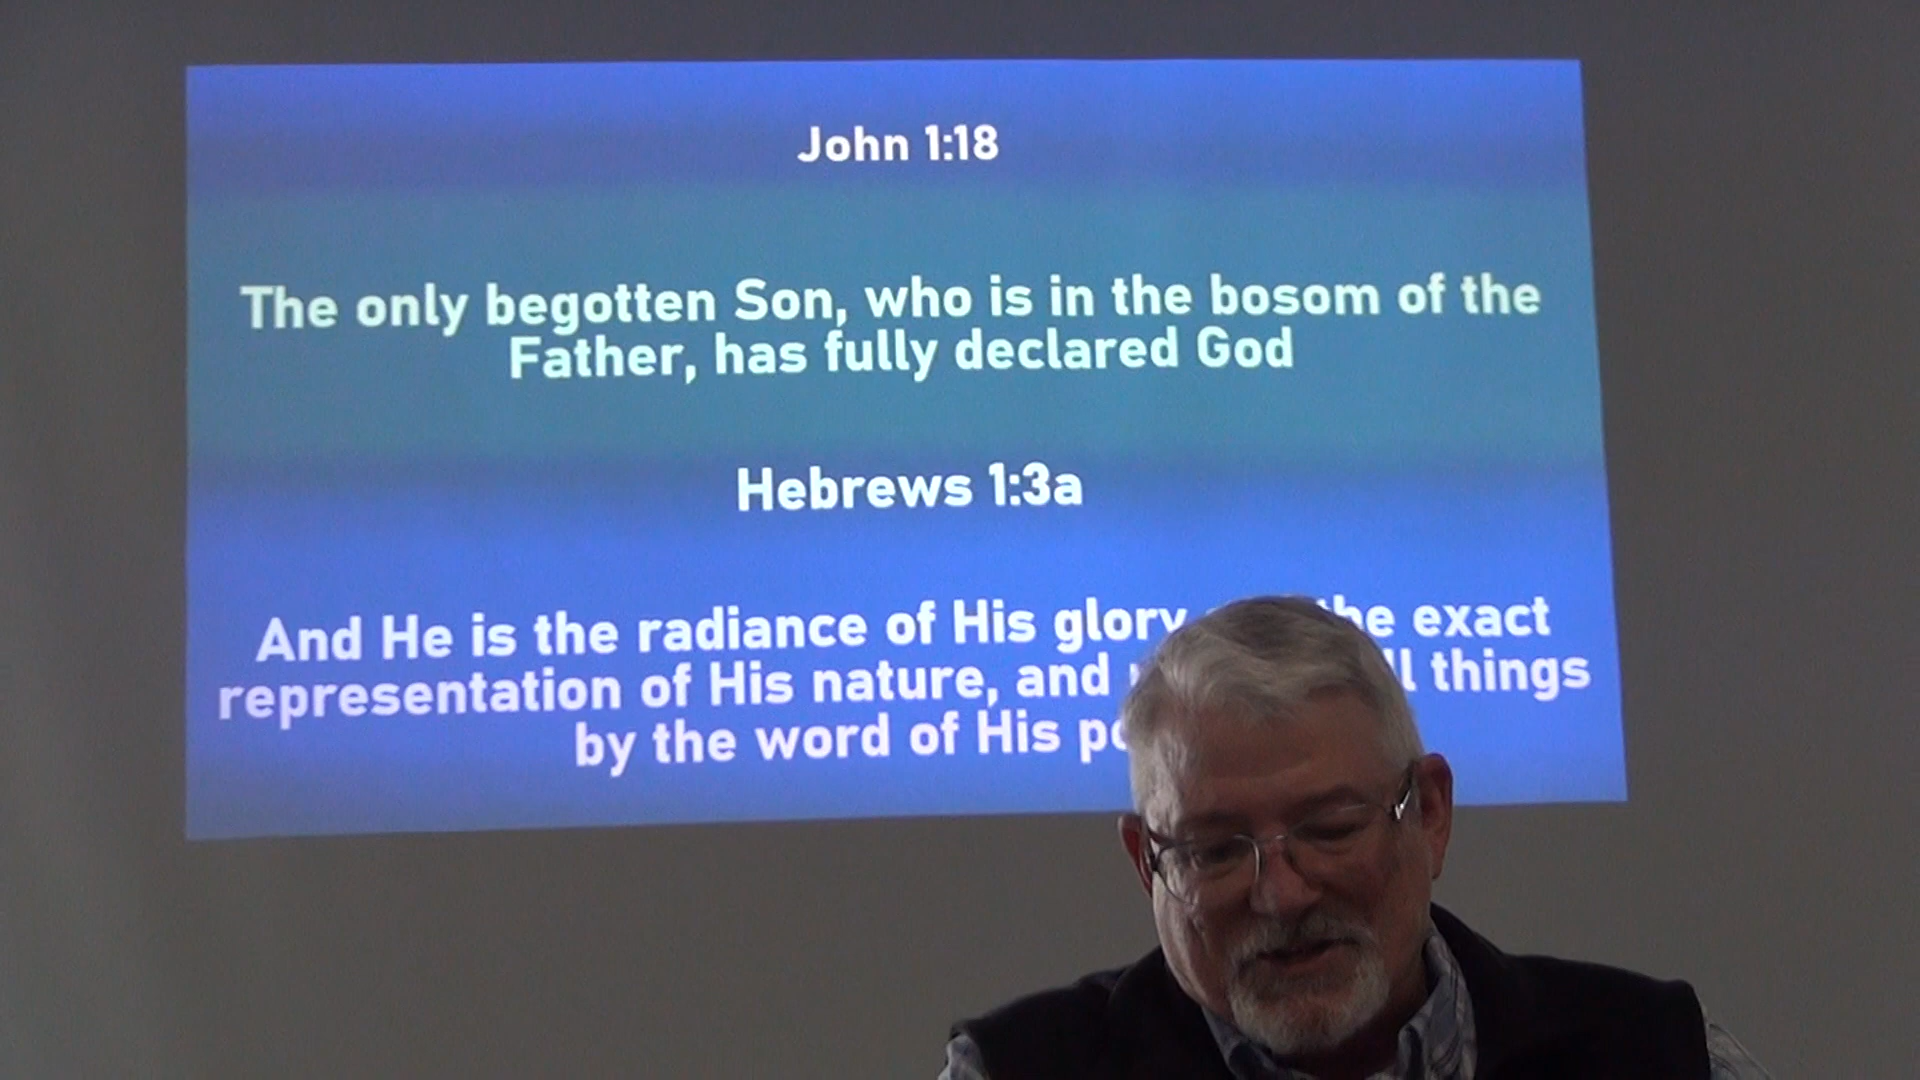 John 1:18
The only begotten Son, who is in the bosom of the
Father, has fully declared God
Hebrews 1:3a
And He is the radiance of His glory the exact
representation of His nature, and things
by the word of His